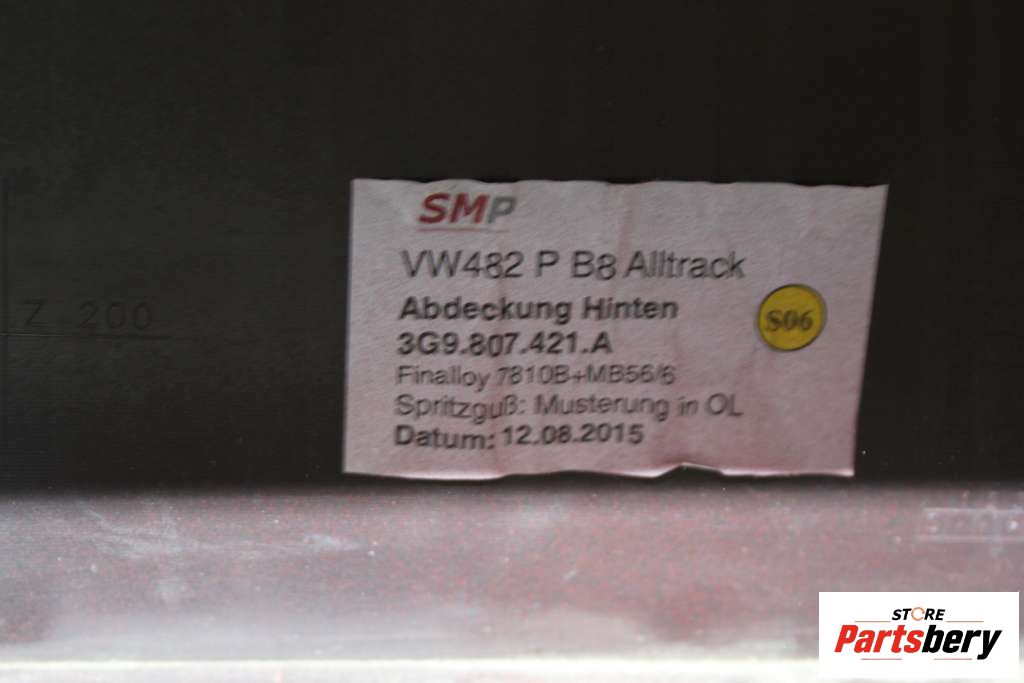 SMP
VW482 P B8 Alltrack
Abdeckung Hinten
3G9.807.421.A
S06
Finalloy 7810B+MB56/6
Spritzguß: Musterung in OL
Datum: 12.08.2015
Z 200
STORE
Partsbery